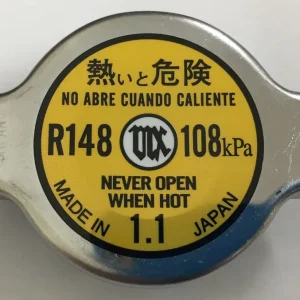 熱いと危険
NO ABRE CUANDO CALIENTE
R148 108kPa
NEVER OPEN
WHEN HOT
1.1
MADE IN JAPAN